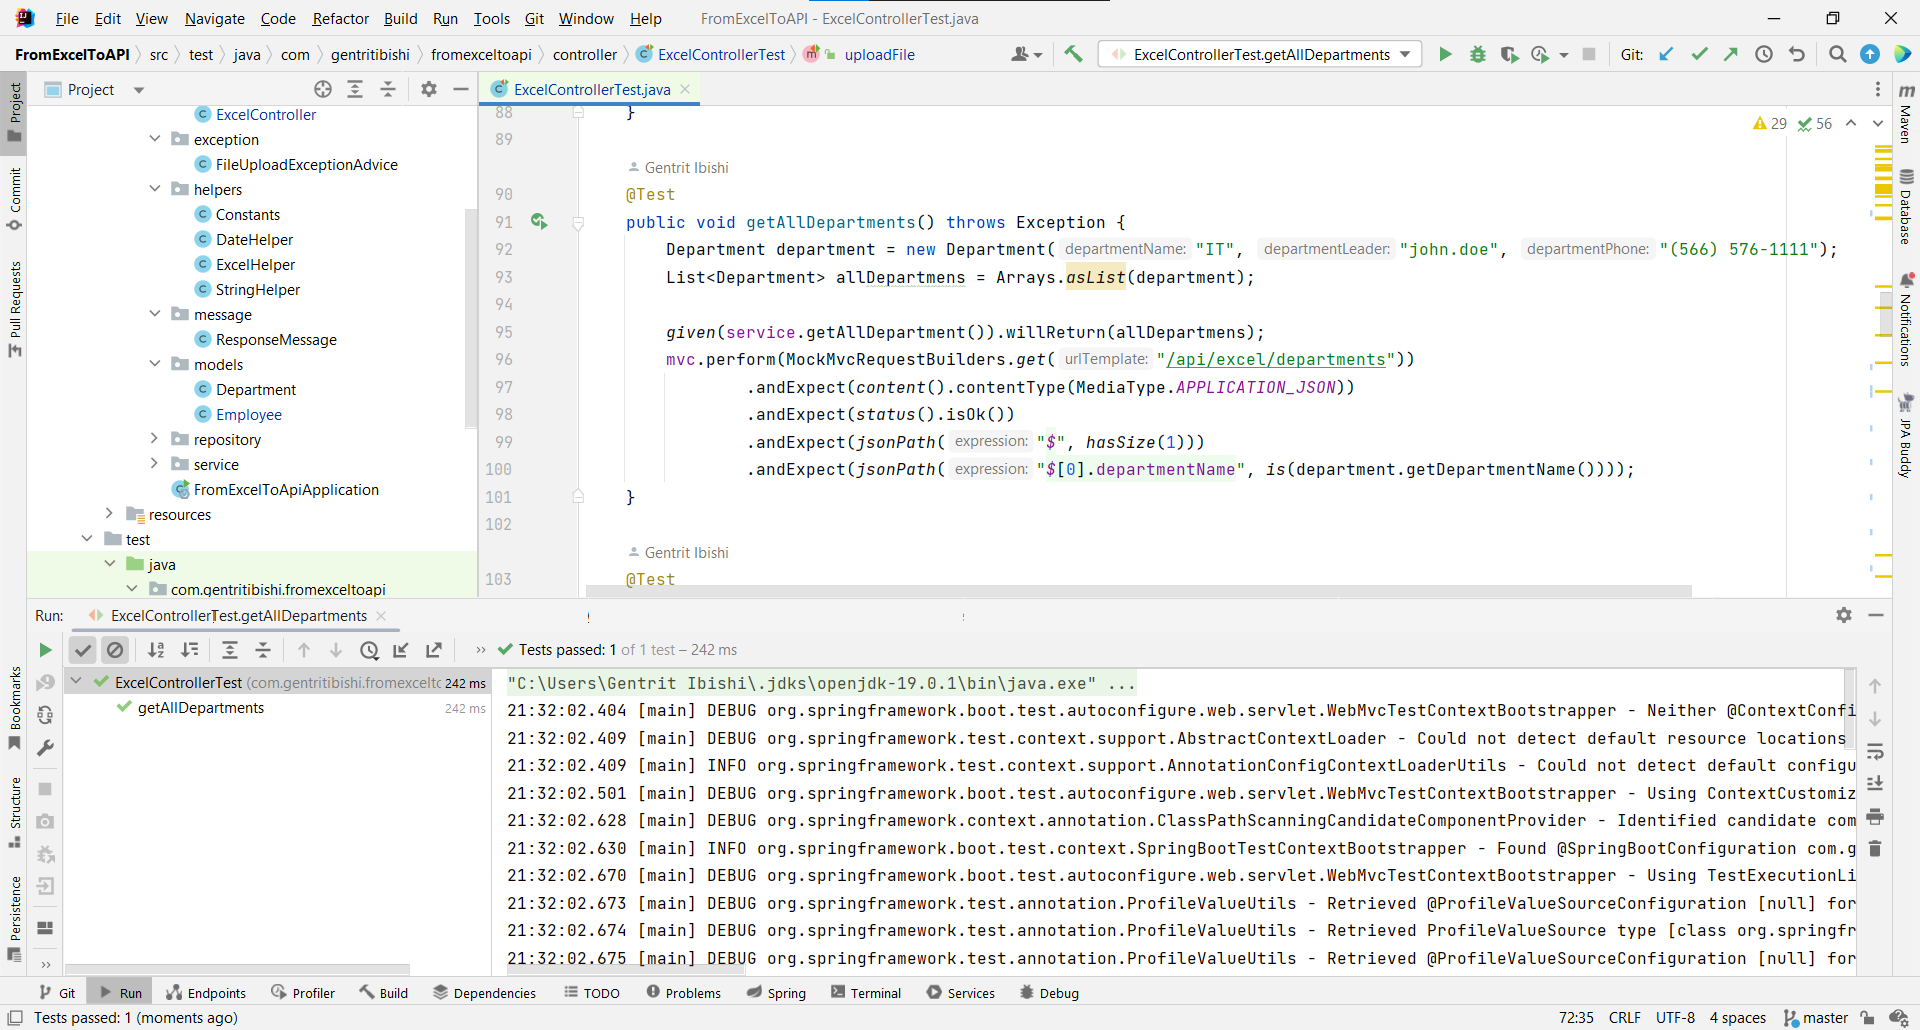 File Edit View Navigate Code Refactor Build Run Tools Git Window Help FromExcelToAPI - ExcelControllerTest.java
FromExcelToAPI src test java com gentritibishi fromexceltoapi controller ExcelControllerTest uploadFile ExcelControllerTest.getAllDepartments Git:
Project
ExcelController
exception
FileUploadExceptionAdvice
helpers
Constants
DateHelper
ExcelHelper
StringHelper
message
ResponseMessage
models
Department
Employee
repository
service
FromExcelToApiApplication
resources
test
java
com.gentritibishi.fromexceltoapi
Project
Commit
Pull Requests
Bookmarks
Structure
Persistence
ExcelControllerTest.java
29 56
88 }
89
Gentrit Ibishi
90 @Test
91 public void getAllDepartments() throws Exception {
92 Department department = new Department( departmentName: "IT", departmentLeader: "john.doe", departmentPhone: "(566) 576-1111");
93 List<Department> allDepartmens = Arrays.asList(department);
94
95 given(service.getAllDepartment()).willReturn(allDepartmens);
96 mvc.perform(MockMvcRequestBuilders.get( urlTemplate: "/api/excel/departments"))
97 .andExpect(content().contentType(MediaType.APPLICATION_JSON))
98 .andExpect(status().isOk())
99 .andExpect(jsonPath( expression: "$", hasSize(1)))
100 .andExpect(jsonPath( expression: "$[0].departmentName", is(department.getDepartmentName())));
101 }
102
Gentrit Ibishi
103 @Test
Maven
Database
Notifications
JPA Buddy
Run: ExcelControllerTest.getAllDepartments
Tests passed: 1 of 1 test – 242 ms
ExcelControllerTest (com.gentritibishi.fromexceltc 242 ms
getAllDepartments 242 ms
"C:\Users\Gentrit Ibishi\.jdks\openjdk-19.0.1\bin\java.exe" ...
21:32:02.404 [main] DEBUG org.springframework.boot.test.autoconfigure.web.servlet.WebMvcTestContextBootstrapper - Neither @ContextConfi
21:32:02.409 [main] DEBUG org.springframework.test.context.support.AbstractContextLoader - Could not detect default resource locations
21:32:02.409 [main] INFO org.springframework.test.context.support.AnnotationConfigContextLoaderUtils - Could not detect default configu
21:32:02.501 [main] DEBUG org.springframework.boot.test.autoconfigure.web.servlet.WebMvcTestContextBootstrapper - Using ContextCustomiz
21:32:02.628 [main] DEBUG org.springframework.context.annotation.ClassPathScanningCandidateComponentProvider - Identified candidate com
21:32:02.630 [main] INFO org.springframework.boot.test.context.SpringBootTestContextBootstrapper - Found @SpringBootConfiguration com.g
21:32:02.670 [main] DEBUG org.springframework.boot.test.autoconfigure.web.servlet.WebMvcTestContextBootstrapper - Using TestExecutionLi
21:32:02.673 [main] DEBUG org.springframework.test.annotation.ProfileValueUtils - Retrieved @ProfileValueSourceConfiguration [null] for
21:32:02.674 [main] DEBUG org.springframework.test.annotation.ProfileValueUtils - Retrieved ProfileValueSource type [class org.springfr
21:32:02.675 [main] DEBUG org.springframework.test.annotation.ProfileValueUtils - Retrieved @ProfileValueSourceConfiguration [null] for
Git Run Endpoints Profiler Build Dependencies TODO Problems Spring Terminal Services Debug
Tests passed: 1 (moments ago) 72:35 CRLF UTF-8 4 spaces master